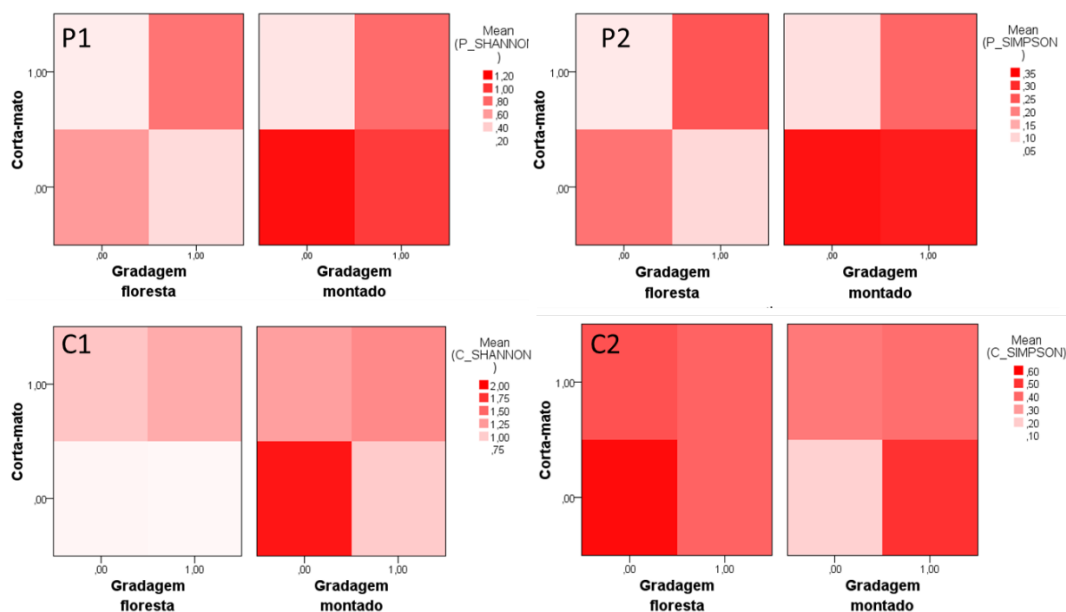 P1
Corta-mato
1,00
,00
,00
1,00
Gradagem
floresta
,00
1,00
Gradagem
montado
Mean
(P_SHANNON
)
1,20
1,00
,80
,60
,40
,20
P2
Corta-mato
1,00
,00
,00
1,00
Gradagem
floresta
,00
1,00
Gradagem
montado
Mean
(P_SIMPSON
)
,35
,30
,25
,20
,15
,10
,05
C1
Corta-mato
1,00
,00
,00
1,00
Gradagem
floresta
,00
1,00
Gradagem
montado
Mean
(C_SHANNON
)
2,00
1,75
1,50
1,25
1,00
,75
C2
Corta-mato
1,00
,00
,00
1,00
Gradagem
floresta
,00
1,00
Gradagem
montado
Mean
(C_SIMPSON)
,60
,50
,40
,30
,20
,10